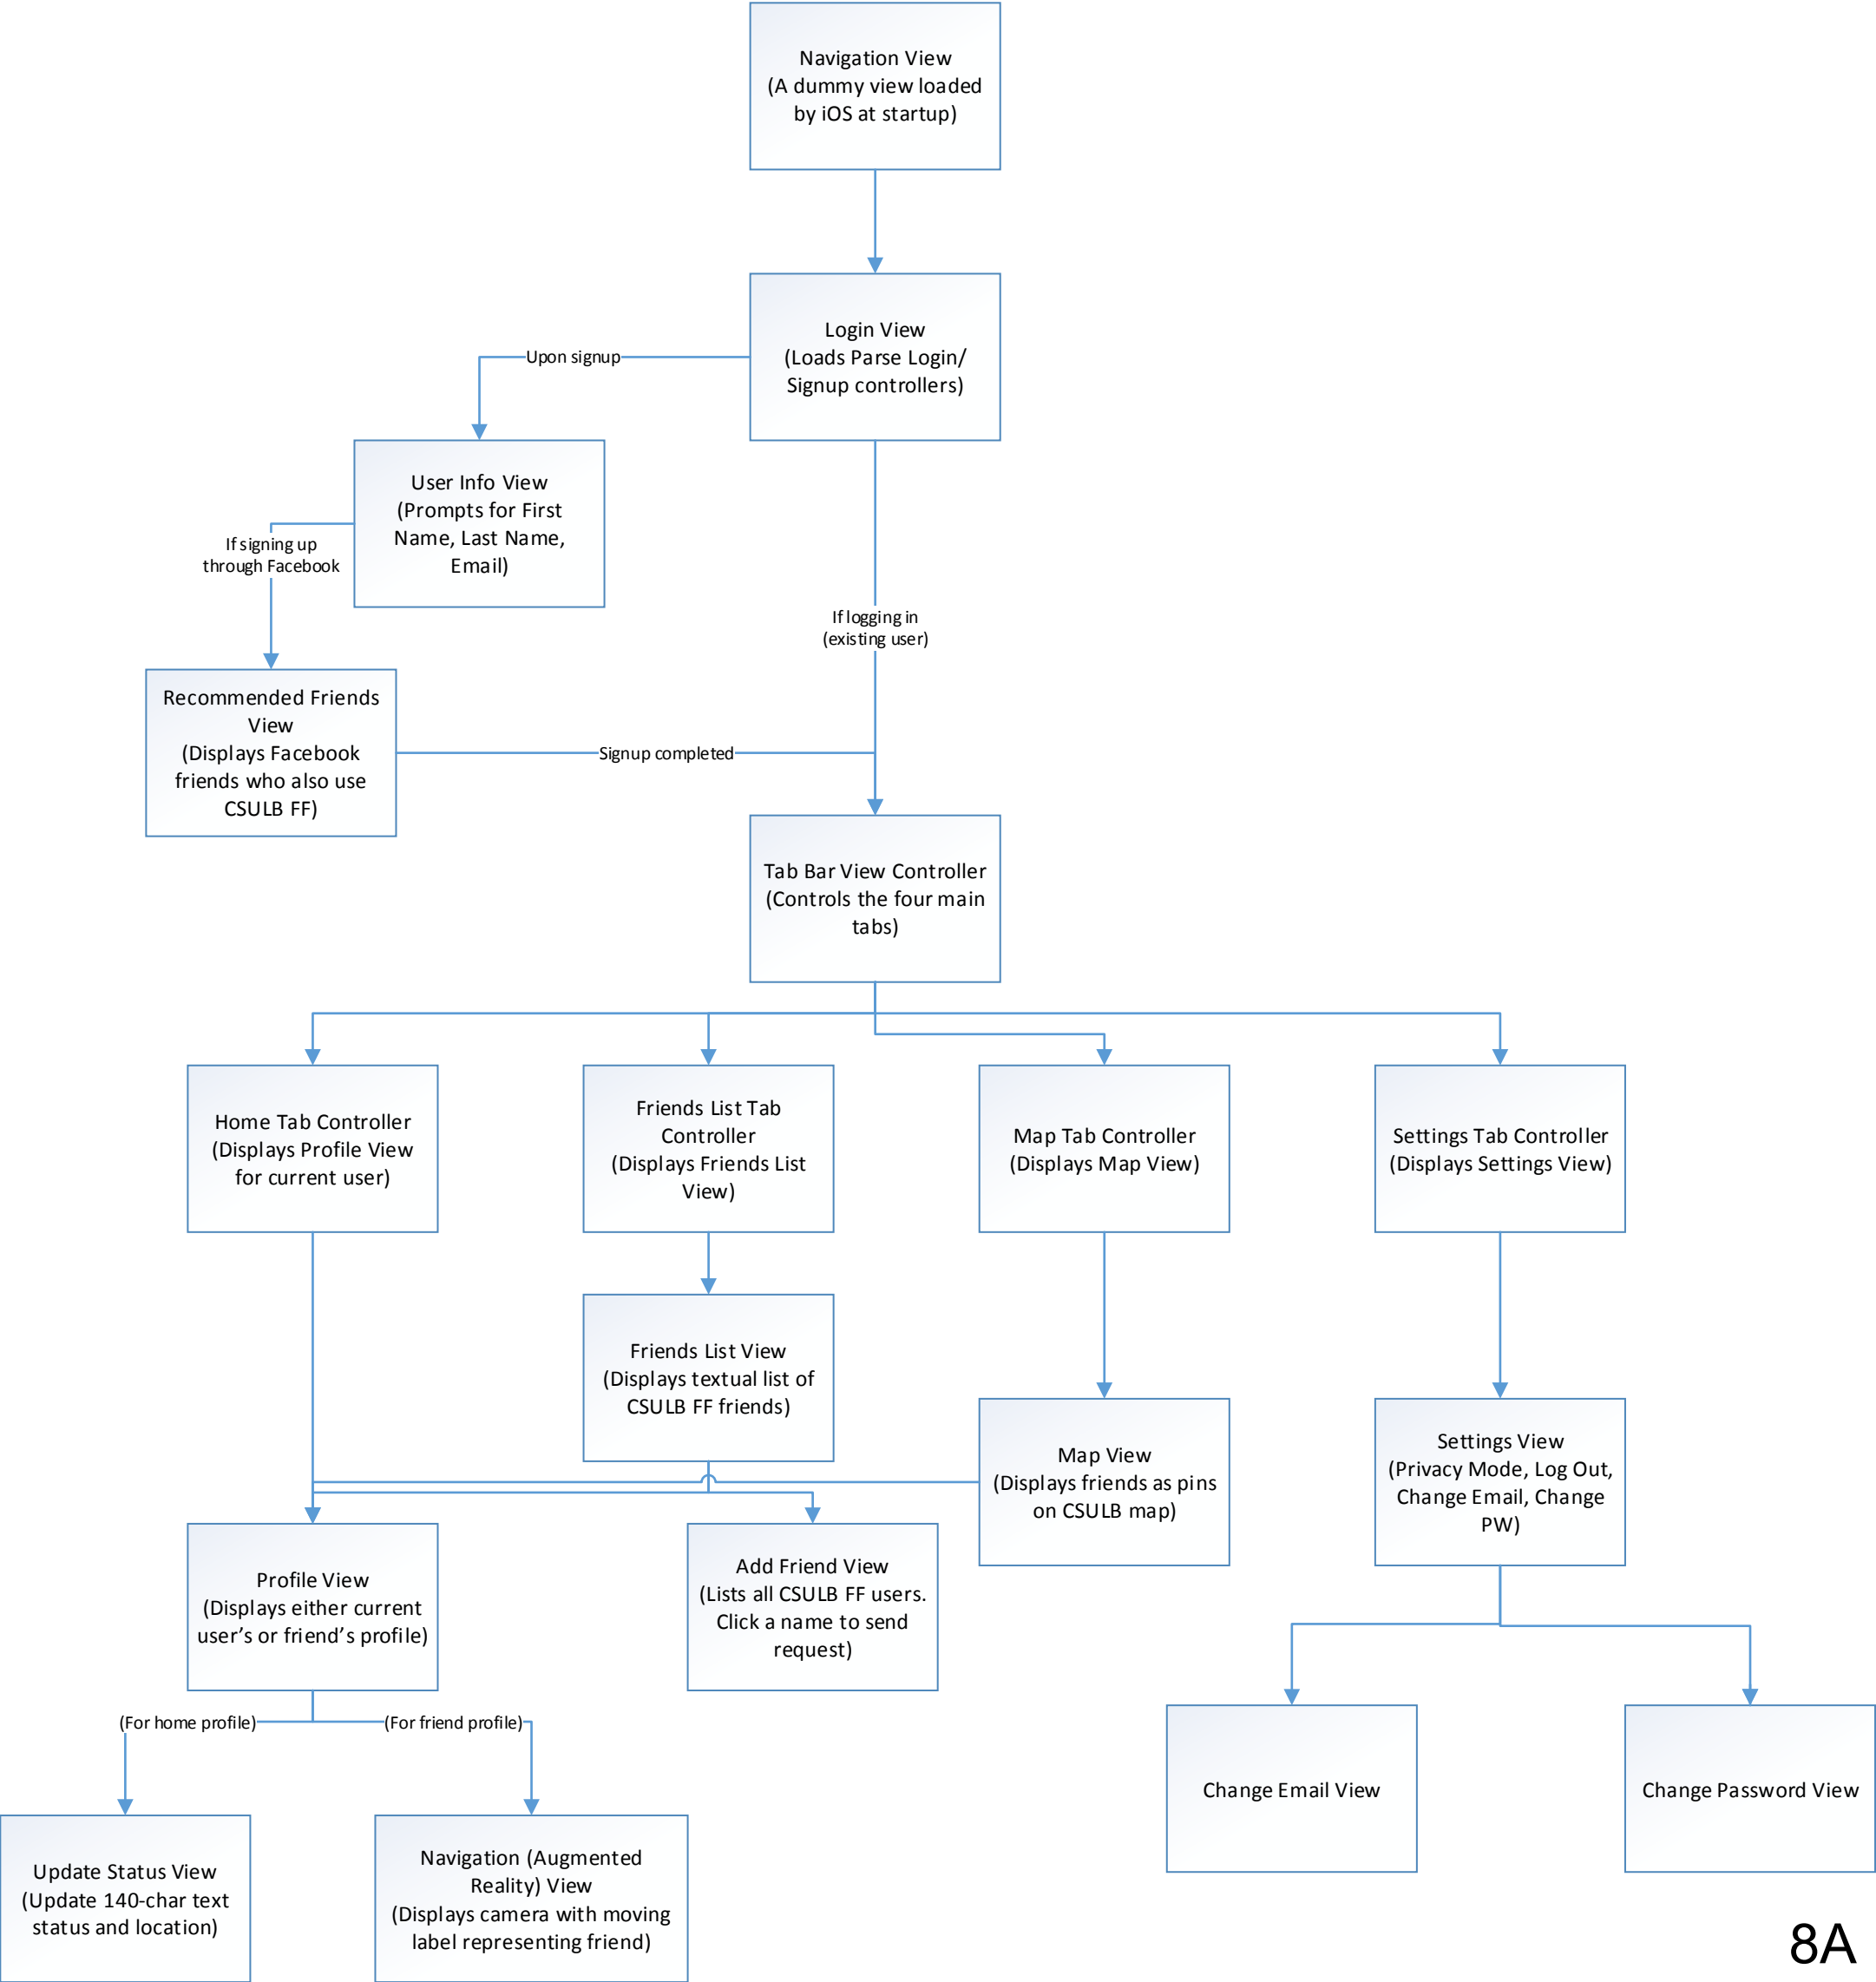 Navigation View
(A dummy view loaded
by iOS at startup)
Login View
(Loads Parse Login/
Signup controllers)
Upon signup
User Info View
(Prompts for First
Name, Last Name,
Email)
If signing up
through Facebook
If logging in
(existing user)
Recommended Friends
View
(Displays Facebook
friends who also use
CSULB FF)
Signup completed
Tab Bar View Controller
(Controls the four main
tabs)
Home Tab Controller
(Displays Profile View
for current user)
Friends List Tab
Controller
(Displays Friends List
View)
Map Tab Controller
(Displays Map View)
Settings Tab Controller
(Displays Settings View)
Friends List View
(Displays textual list of
CSULB FF friends)
Map View
(Displays friends as pins
on CSULB map)
Settings View
(Privacy Mode, Log Out,
Change Email, Change
PW)
Profile View
(Displays either current
user’s or friend’s profile)
Add Friend View
(Lists all CSULB FF users.
Click a name to send
request)
(For home profile)
(For friend profile)
Change Email View
Change Password View
Update Status View
(Update 140-char text
status and location)
Navigation (Augmented
Reality) View
(Displays camera with moving
label representing friend)
8A